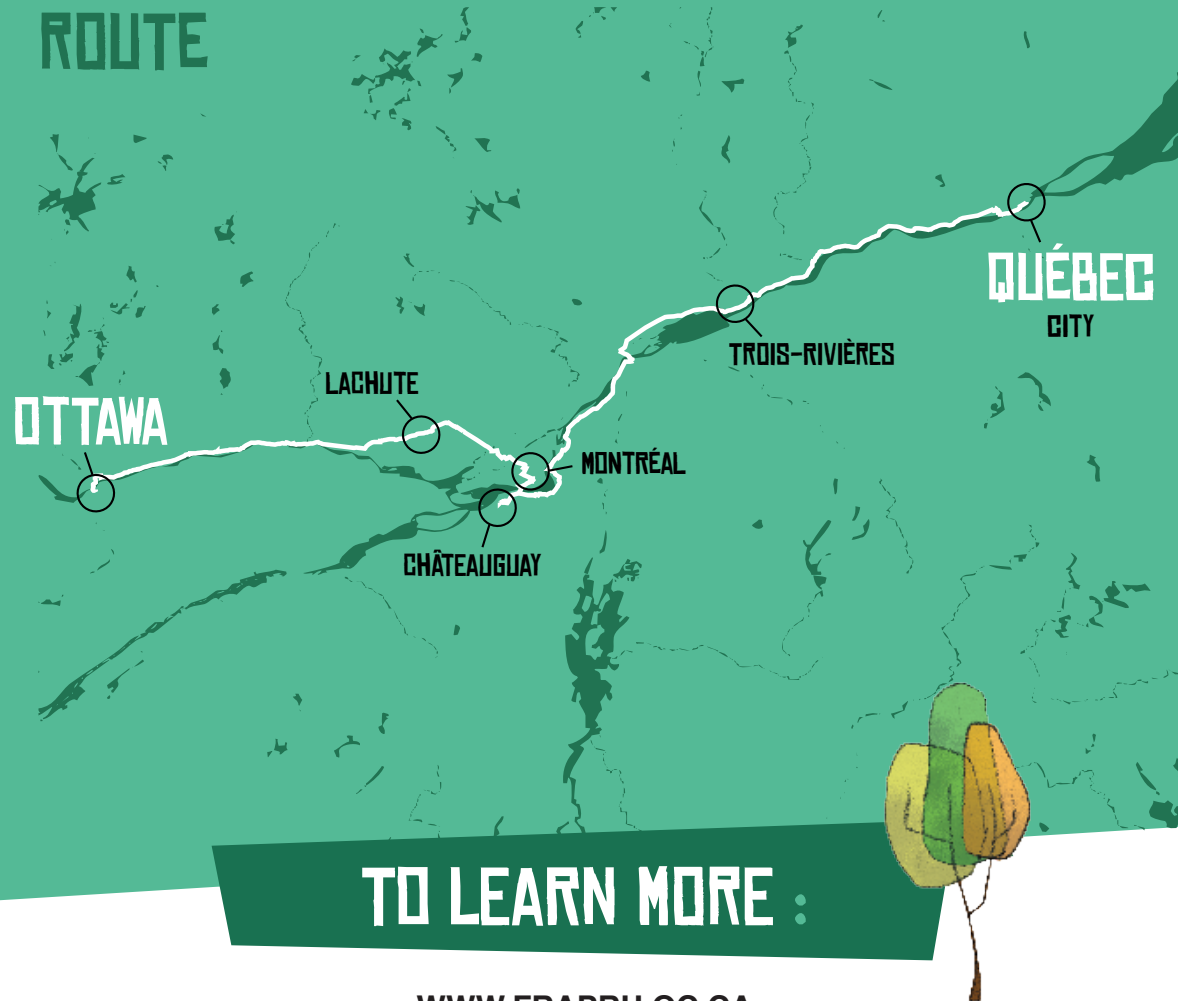 ROUTE
QUÉBEC
CITY
TROIS-RIVIÈRES
LACHUTE
OTTAWA
MONTRÉAL
CHÂTEAUGUAY
TO LEARN MORE :